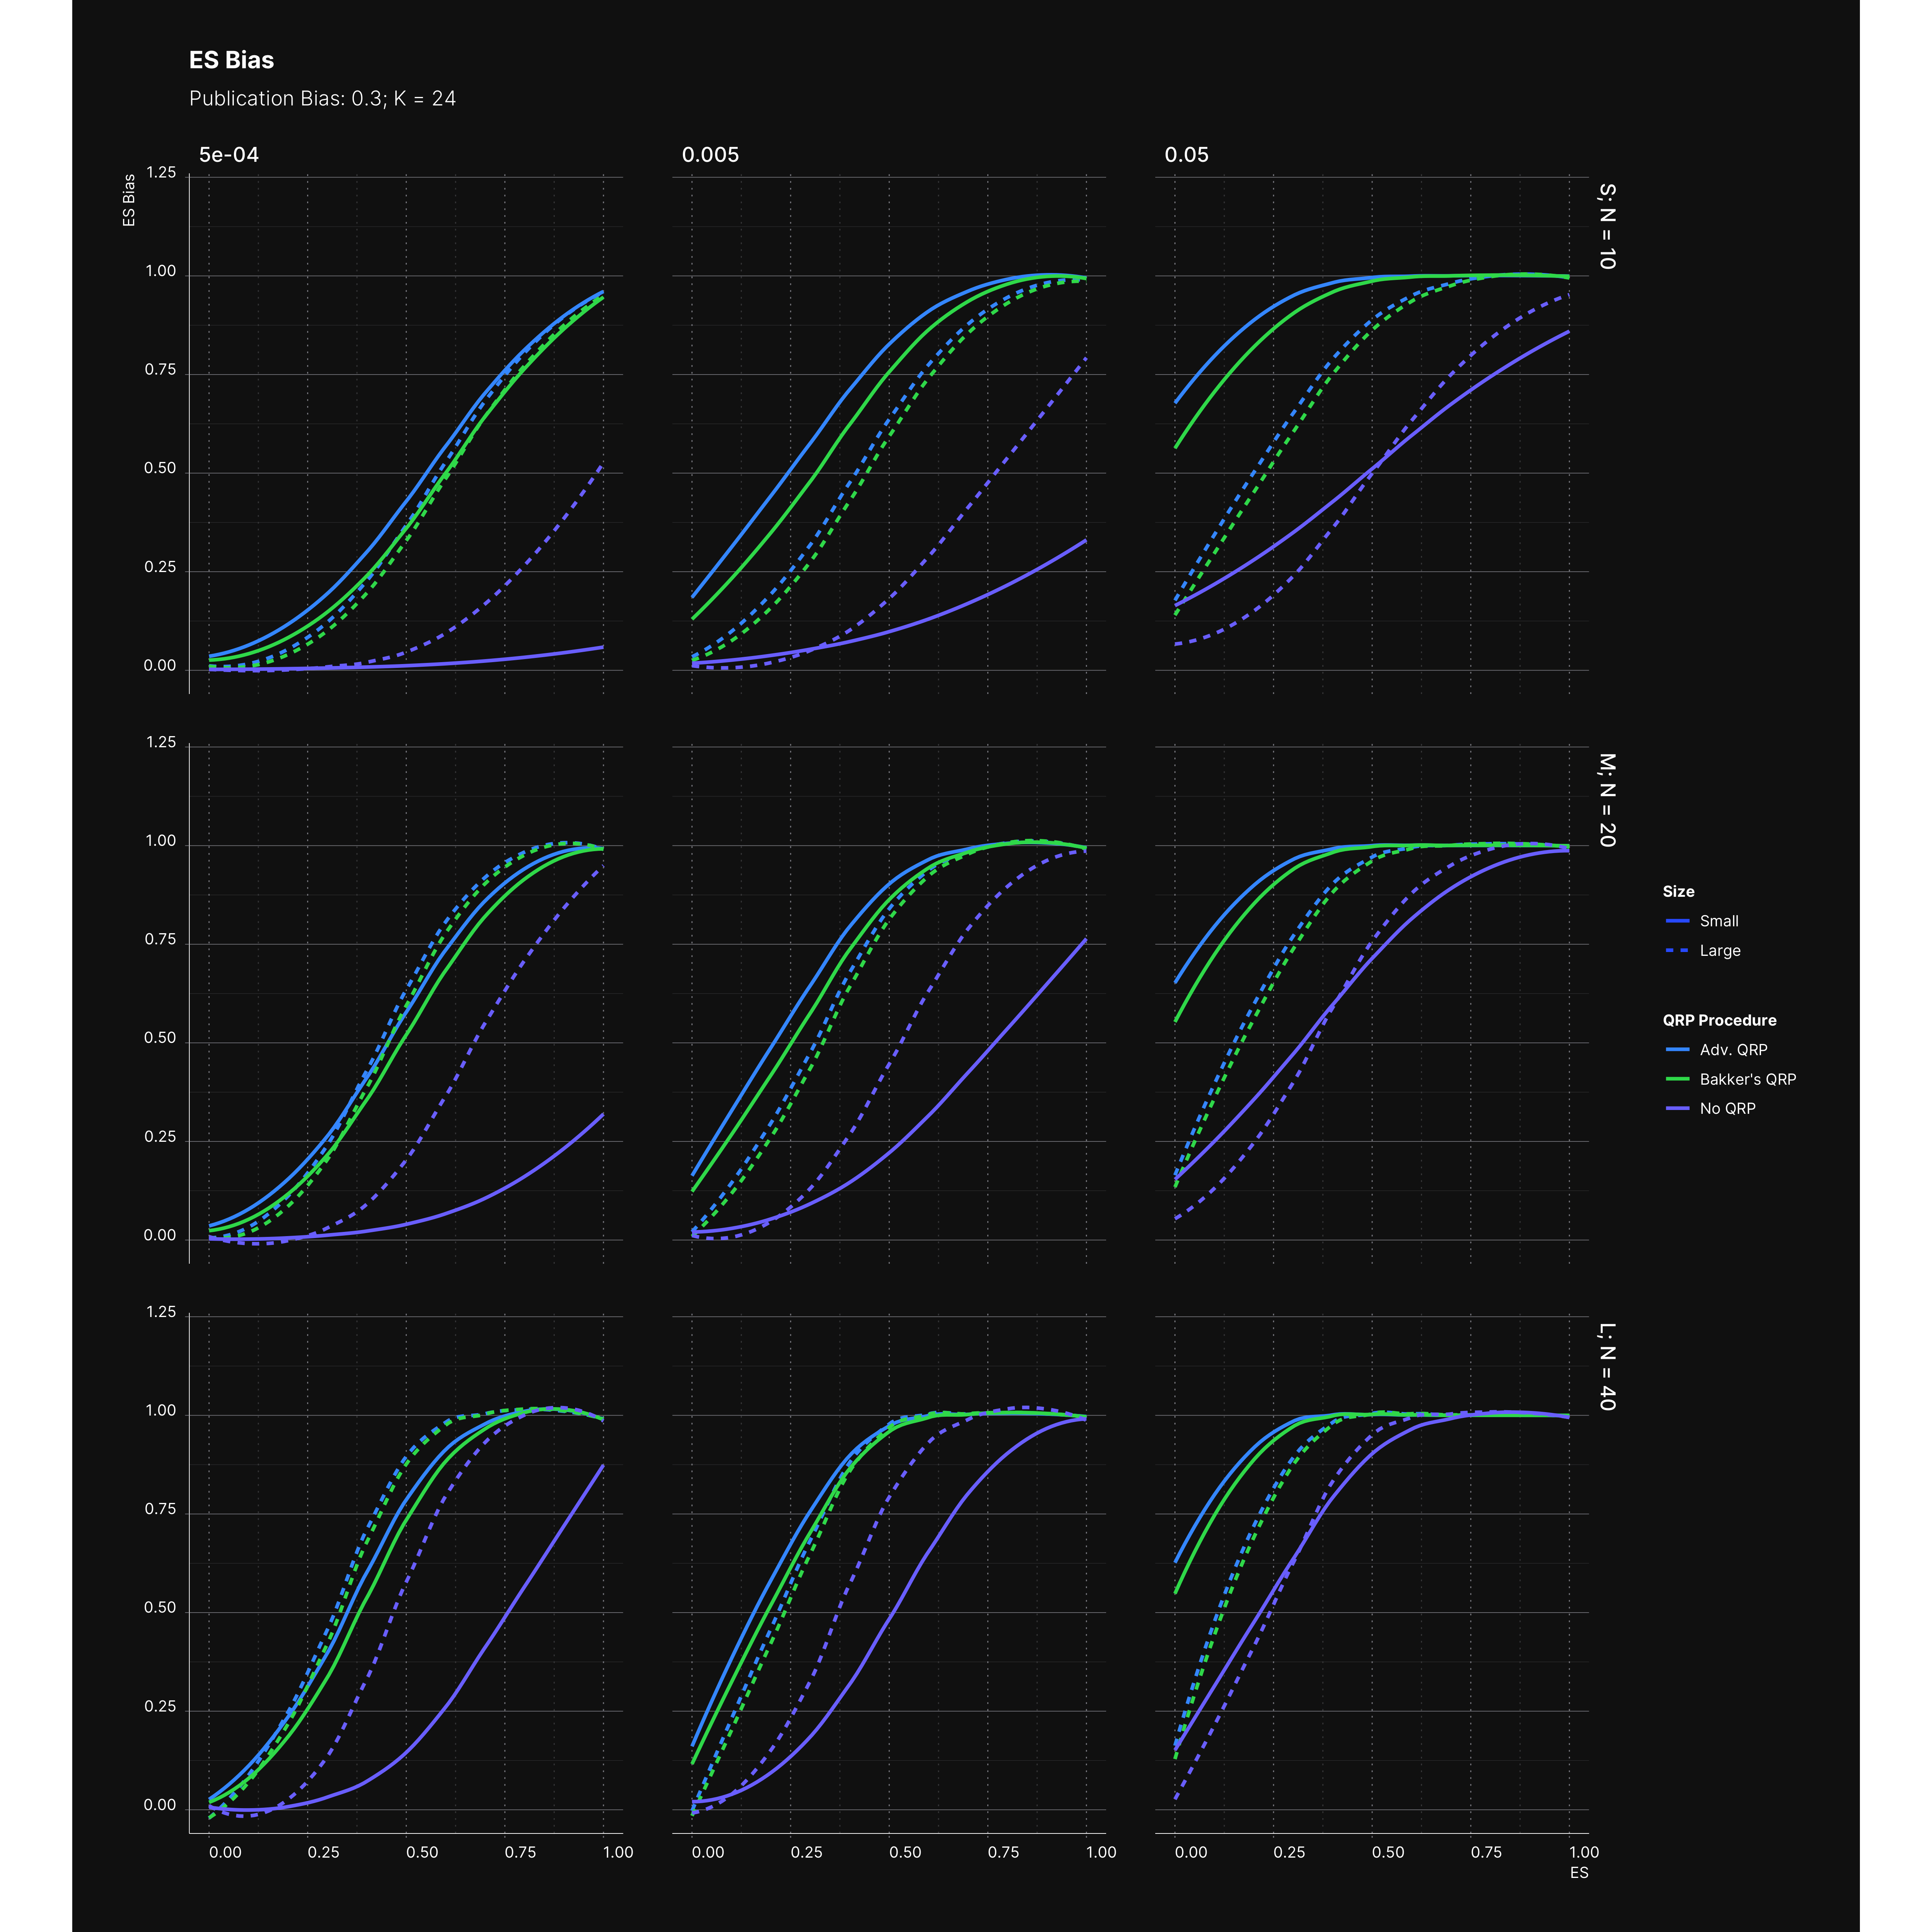 ES Bias
Publication Bias: 0.3; K = 24
5e-04
0.005
0.05
ES Bias
1.25
1.00
0.75
0.50
0.25
0.00
S; N = 10
1.25
1.00
0.75
0.50
0.25
0.00
M; N = 20
1.25
1.00
0.75
0.50
0.25
0.00
L; N = 40
0.00 0.25 0.50 0.75 1.00
0.00 0.25 0.50 0.75 1.00
0.00 0.25 0.50 0.75 1.00
ES
Size
Small
Large
QRP Procedure
Adv. QRP
Bakker's QRP
No QRP